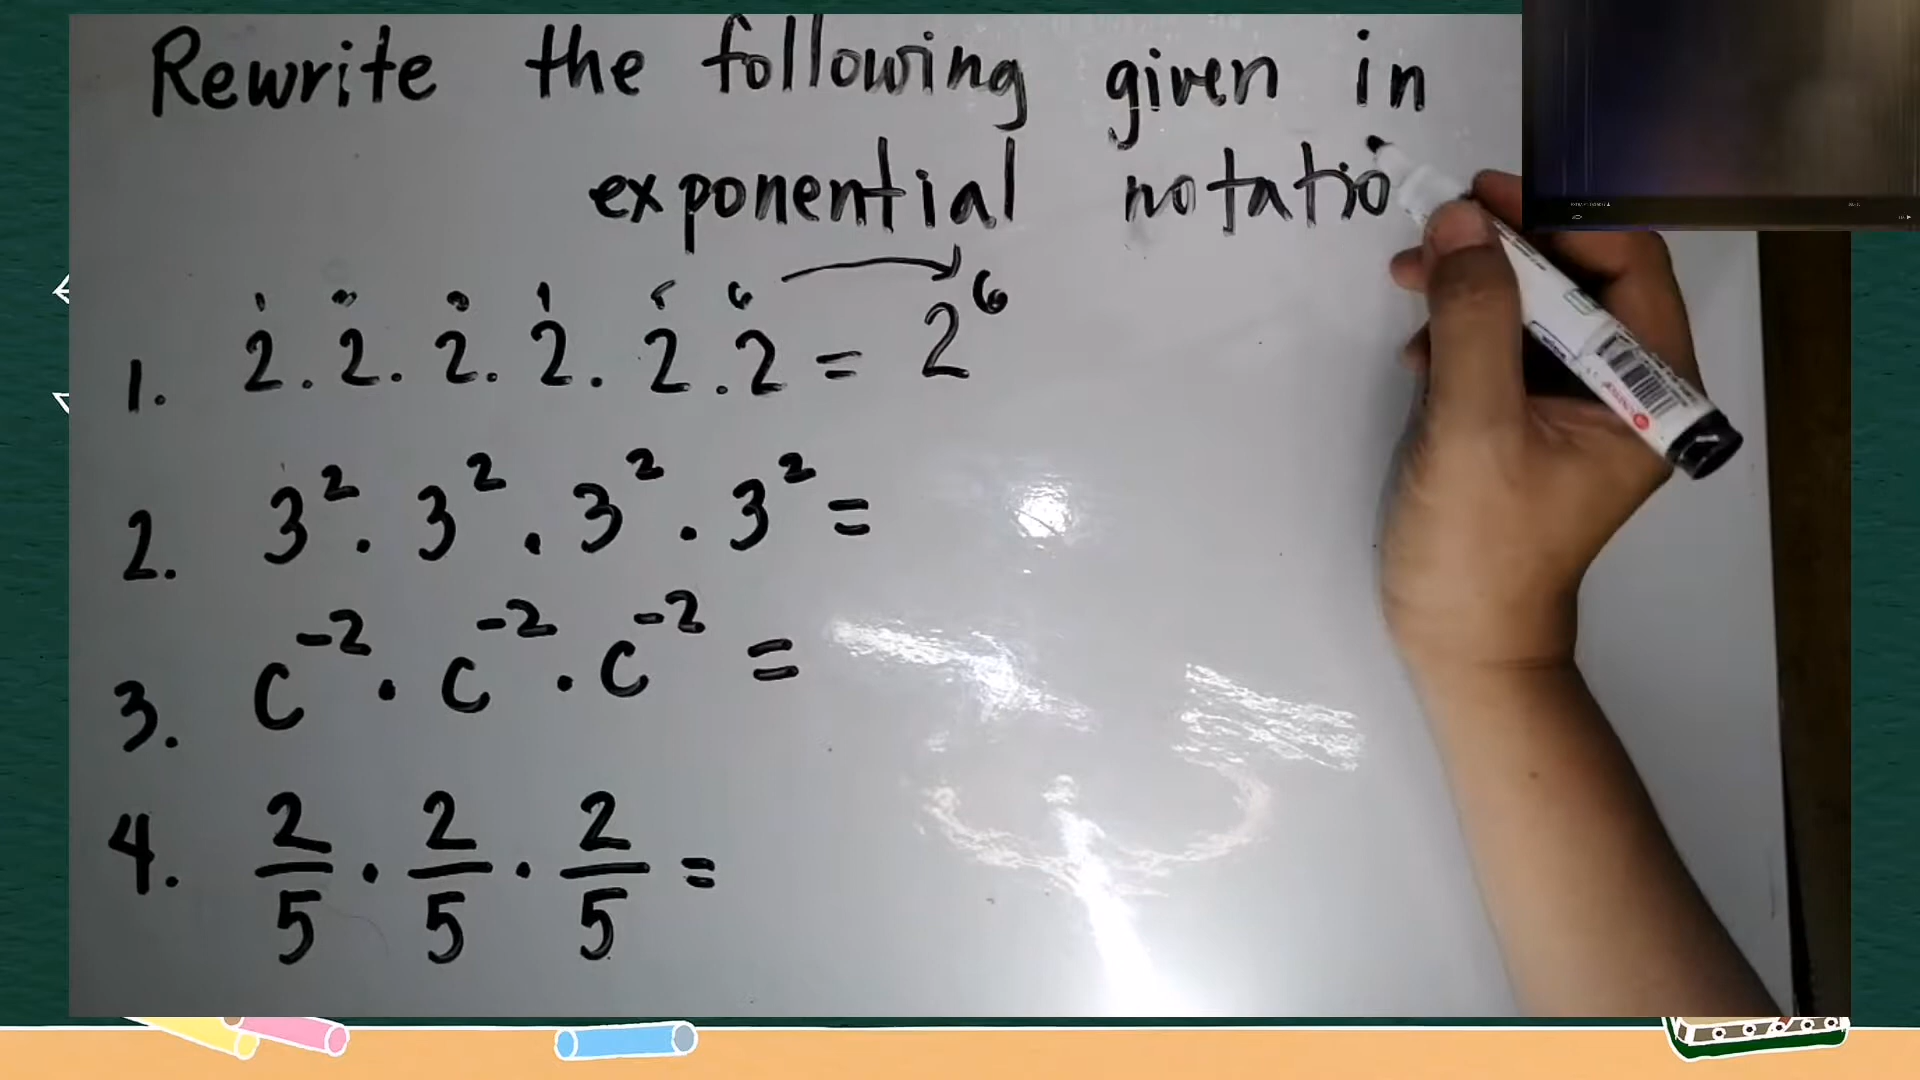 Rewrite the following given in
exponential notatio
1. 2 . 2 . 2 . 2 . 2 . 2 = 2⁶
2. 3² . 3² . 3² . 3² =
3. c⁻² . c⁻² . c⁻² =
4. 2/5 . 2/5 . 2/5 =